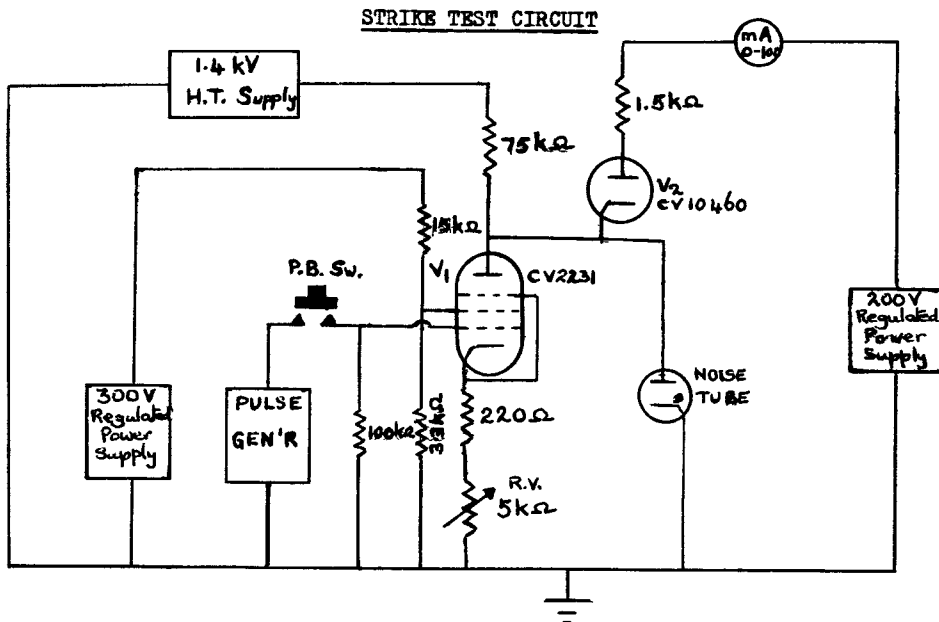 STRIKE TEST CIRCUIT
1.4 kV
H.T. Supply
mA
0-100
1.5kΩ
75kΩ
V2
CV10460
15kΩ
P.B. Sw.
V1
CV2231
200V
Regulated
Power
Supply
NOISE
TUBE
300V
Regulated
Power
Supply
PULSE
GEN'R
100kΩ
33kΩ
220Ω
R.V.
5kΩ